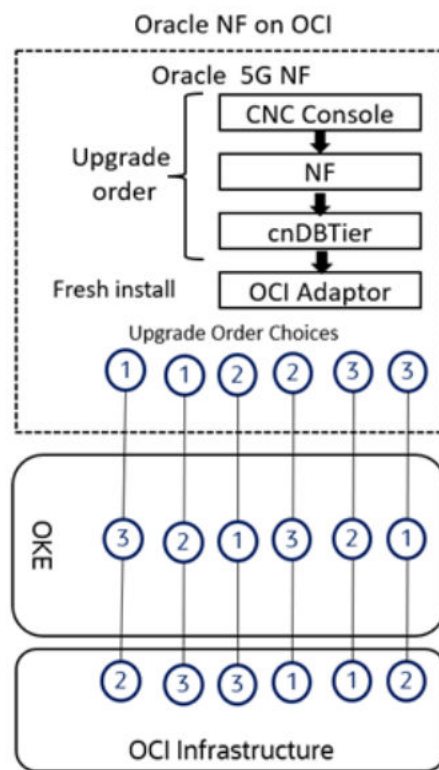 Oracle NF on OCI
Oracle 5G NF
CNC Console
Upgrade
order
NF
cnDBTier
Fresh install
OCI Adaptor
Upgrade Order Choices
1 1 2 2 3 3
OKE
3 2 1 3 2 1
2 3 3 1 1 2
OCI Infrastructure